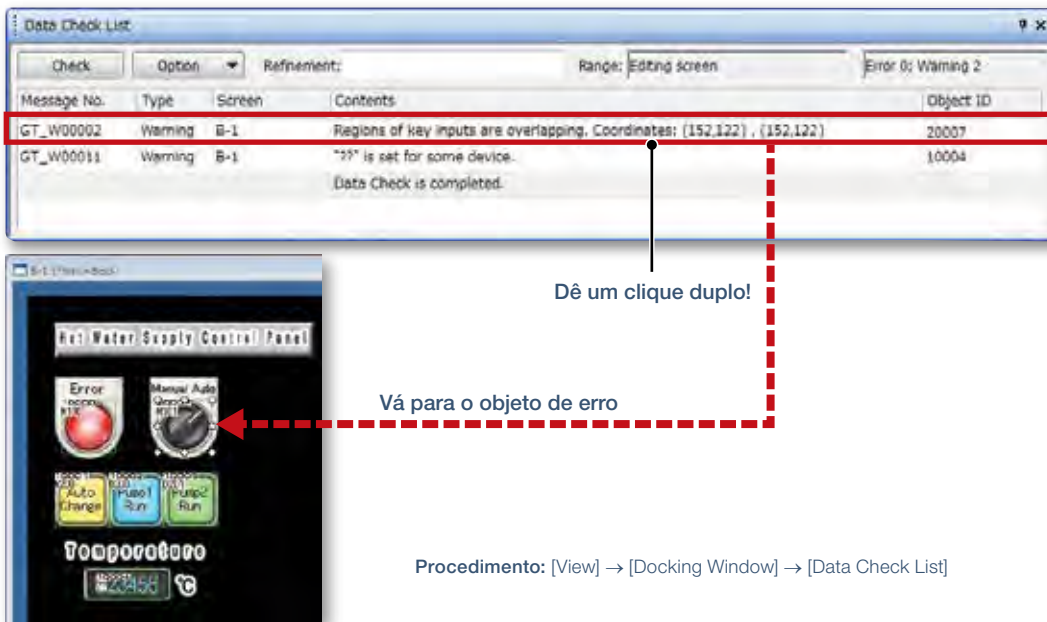 Data Check List
Check Option Refinement: Range: Editing screen Error 0; Warning 2
Message No. Type Screen Contents Object ID
GT_W00002 Warning B-1 Regions of key inputs are overlapping. Coordinates: (152,122) , (152,122) 20007
GT_W00011 Warning B-1 "??" is set for some device. 10004
Data Check is completed.
Dê um clique duplo!
B-1
Hot Water Supply Control Panel
Error
Manual Auto
Vá para o objeto de erro
Auto Change
Pump1 Run
Pump2 Run
Temperature
23456 °C
Procedimento: [View] → [Docking Window] → [Data Check List]